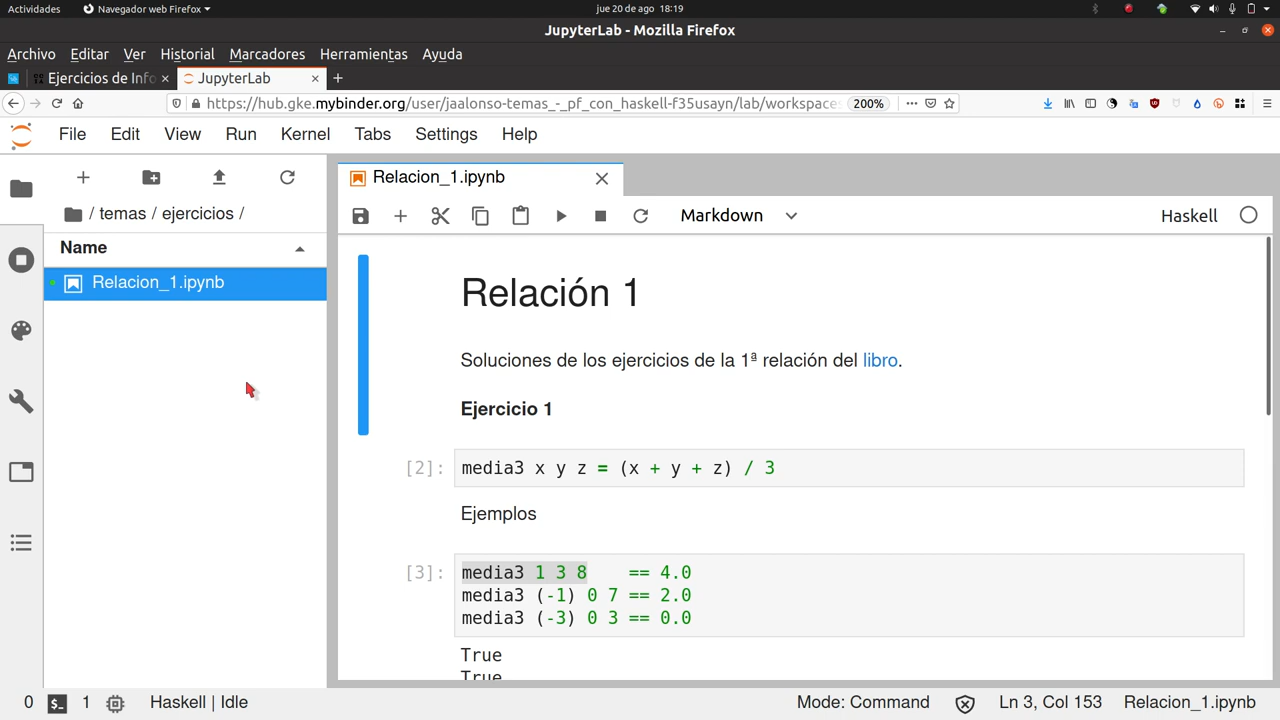 Actividades Navegador web Firefox jue 20 de ago 18:19
JupyterLab - Mozilla Firefox
Archivo Editar Ver Historial Marcadores Herramientas Ayuda
Ejercicios de Info × JupyterLab × +
https://hub.gke.mybinder.org/user/jaalonso-temas_-_pf_con_haskell-f35usayn/lab/workspace 200%
File Edit View Run Kernel Tabs Settings Help
Relacion_1.ipynb
/ temas / ejercicios /
Markdown Haskell
Name
Relacion_1.ipynb
Relación 1
Soluciones de los ejercicios de la 1ª relación del libro.
Ejercicio 1
[2]: media3 x y z = (x + y + z) / 3
Ejemplos
[3]: media3 1 3 8    == 4.0
media3 (-1) 0 7 == 2.0
media3 (-3) 0 3 == 0.0
True
True
0 $_ 1 Haskell | Idle Mode: Command Ln 3, Col 153 Relacion_1.ipynb